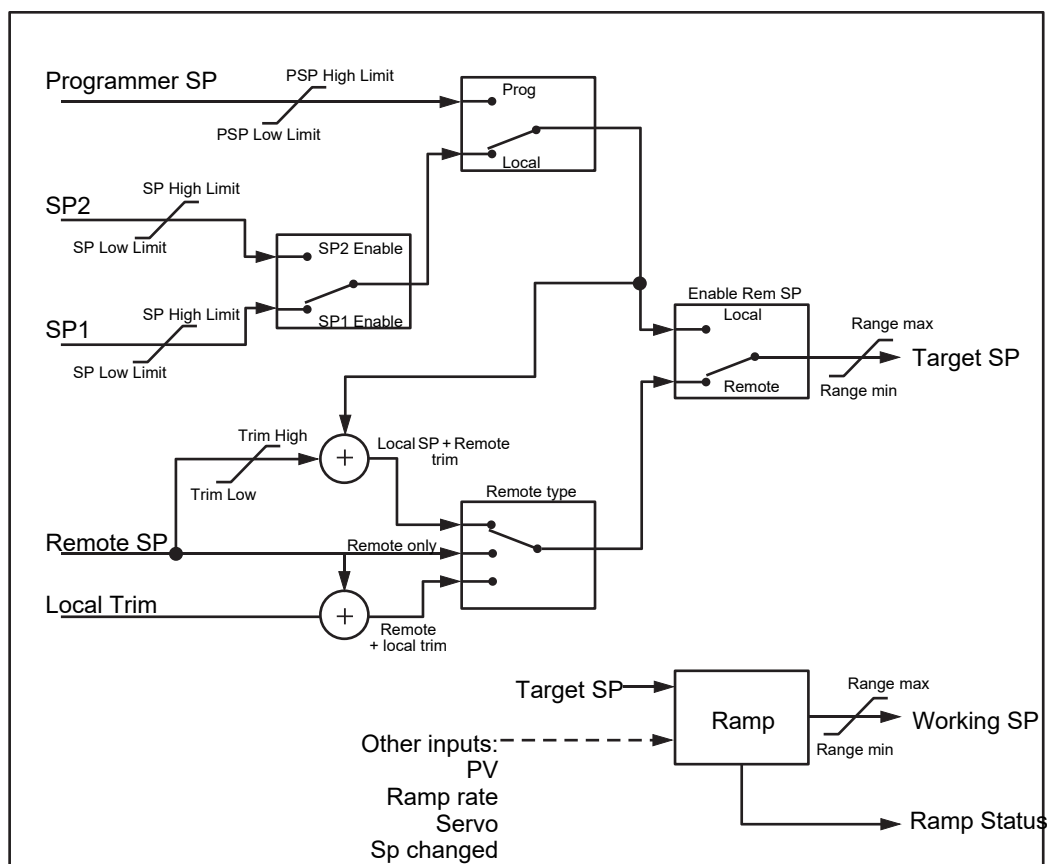 Programmer SP
PSP High Limit
PSP Low Limit
Prog
Local
SP2
SP High Limit
SP Low Limit
SP2 Enable
SP1 Enable
SP1
SP High Limit
SP Low Limit
Enable Rem SP
Local
Remote
Range max
Range min
Target SP
Trim High
Trim Low
+
Local SP + Remote
trim
Remote type
Remote SP
Remote only
Local Trim
+
Remote
+ local trim
Target SP
Ramp
Range max
Range min
Working SP
Other inputs:
PV
Ramp rate
Servo
Sp changed
Ramp Status